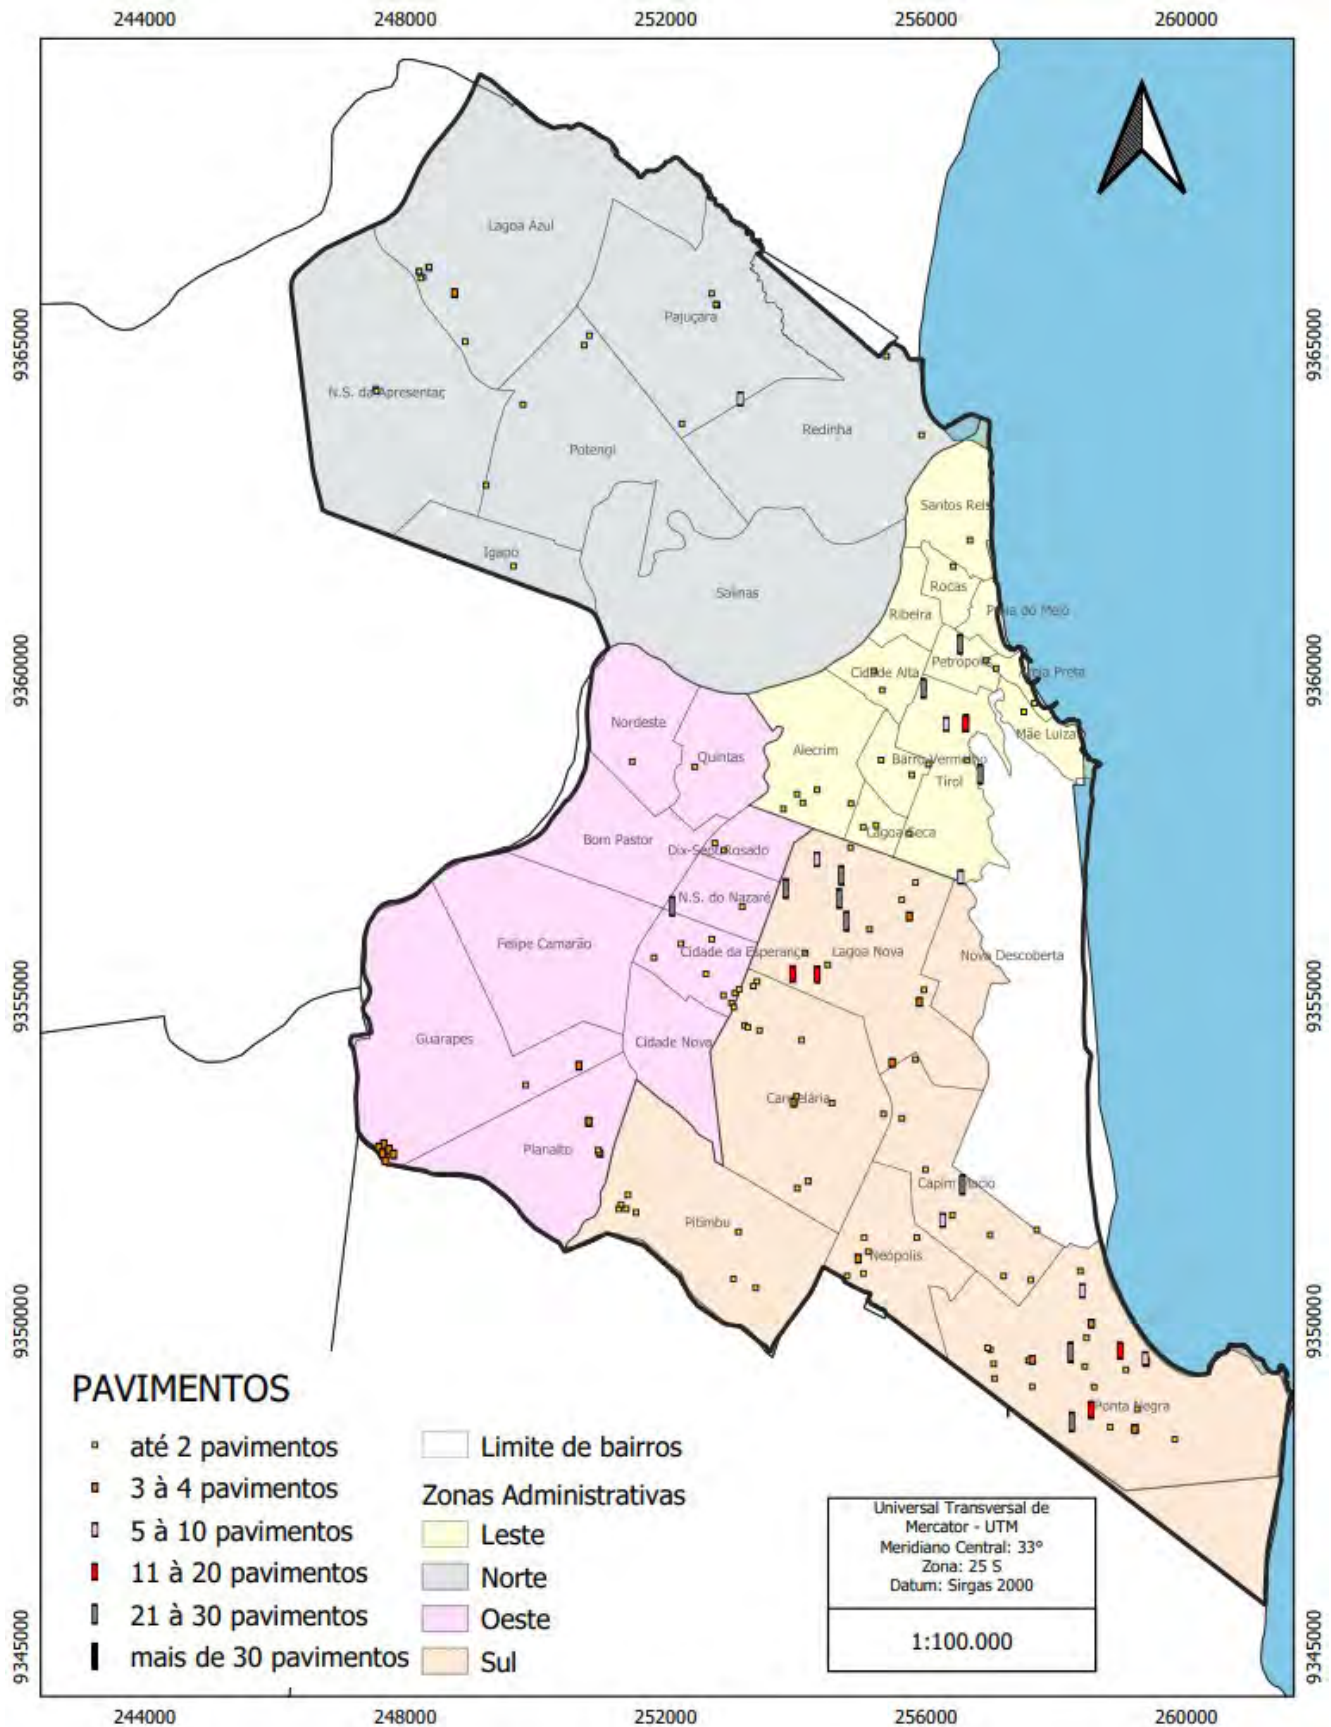 244000 248000 252000 256000 260000
9365000
9360000
9355000
9350000
9345000
9365000
9360000
9355000
9350000
9345000
Lagoa Azul
Pajuçara
N.S. da Apresentaç
Redinha
Potengi
Santos Reis
Igapó
Rocas
Salinas
Ribeira
Praia do Meio
Petrópolis
Cidade Alta
Areia Preta
Nordeste
Mãe Luiza
Alecrim
Quintas
Barro Vermelho
Tirol
Lagoa Seca
Bom Pastor
Dix-Sept Rosado
N.S. do Nazaré
Felipe Camarão
Cidade da Esperança
Lagoa Nova
Nova Descoberta
Guarapes
Cidade Nova
Candelária
Planalto
Capim Macio
Pitimbu
Neópolis
Ponta Negra
PAVIMENTOS
até 2 pavimentos
3 à 4 pavimentos
5 à 10 pavimentos
11 à 20 pavimentos
21 à 30 pavimentos
mais de 30 pavimentos
Limite de bairros
Zonas Administrativas
Leste
Norte
Oeste
Sul
Universal Transversal de
Mercator - UTM
Meridiano Central: 33º
Zona: 25 S
Datum: Sirgas 2000
1:100.000
244000 248000 252000 256000 260000